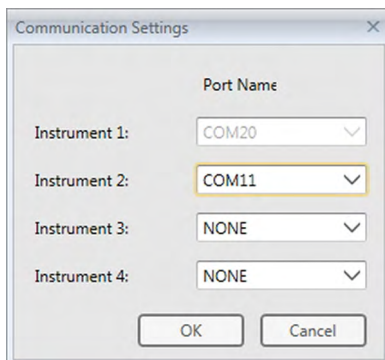 Communication Settings
Port Name
Instrument 1: COM20
Instrument 2: COM11
Instrument 3: NONE
Instrument 4: NONE
OK Cancel